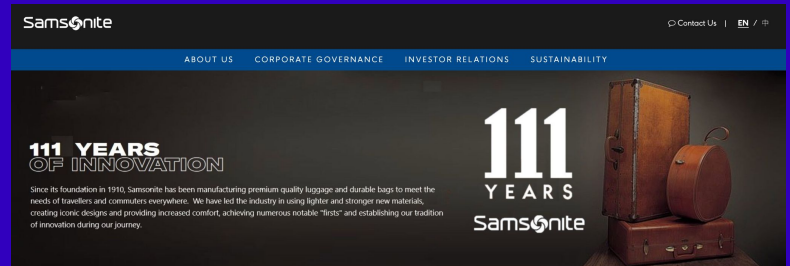 Samsonite
Contact Us | EN / 中
ABOUT US CORPORATE GOVERNANCE INVESTOR RELATIONS SUSTAINABILITY
111 YEARS
OF INNOVATION
Since its foundation in 1910, Samsonite has been manufacturing premium quality luggage and durable bags to meet the
needs of travellers and commuters everywhere. We have led the industry in using lighter and stronger new materials,
creating iconic designs and providing increased comfort, achieving numerous notable “firsts” and establishing our tradition
of innovation during our journey.
111
YEARS
Samsonite